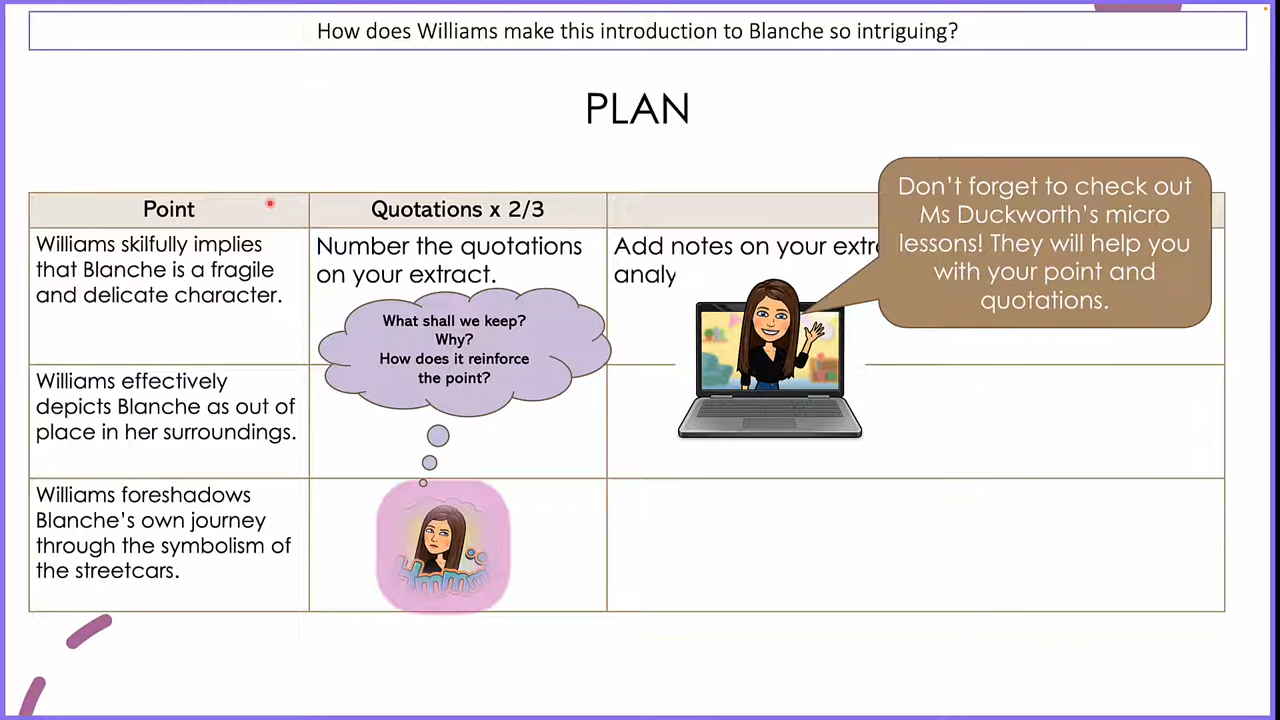 How does Williams make this introduction to Blanche so intriguing?
PLAN
Point
Quotations x 2/3
Williams skilfully implies
that Blanche is a fragile
and delicate character.
Number the quotations
on your extract.
Add notes on your
analy
Don't forget to check out
Ms Duckworth's micro
lessons! They will help you
with your point and
quotations.
What shall we keep?
Why?
How does it reinforce
the point?
Williams effectively
depicts Blanche as out of
place in her surroundings.
Williams foreshadows
Blanche's own journey
through the symbolism of
the streetcars.
Hmmm